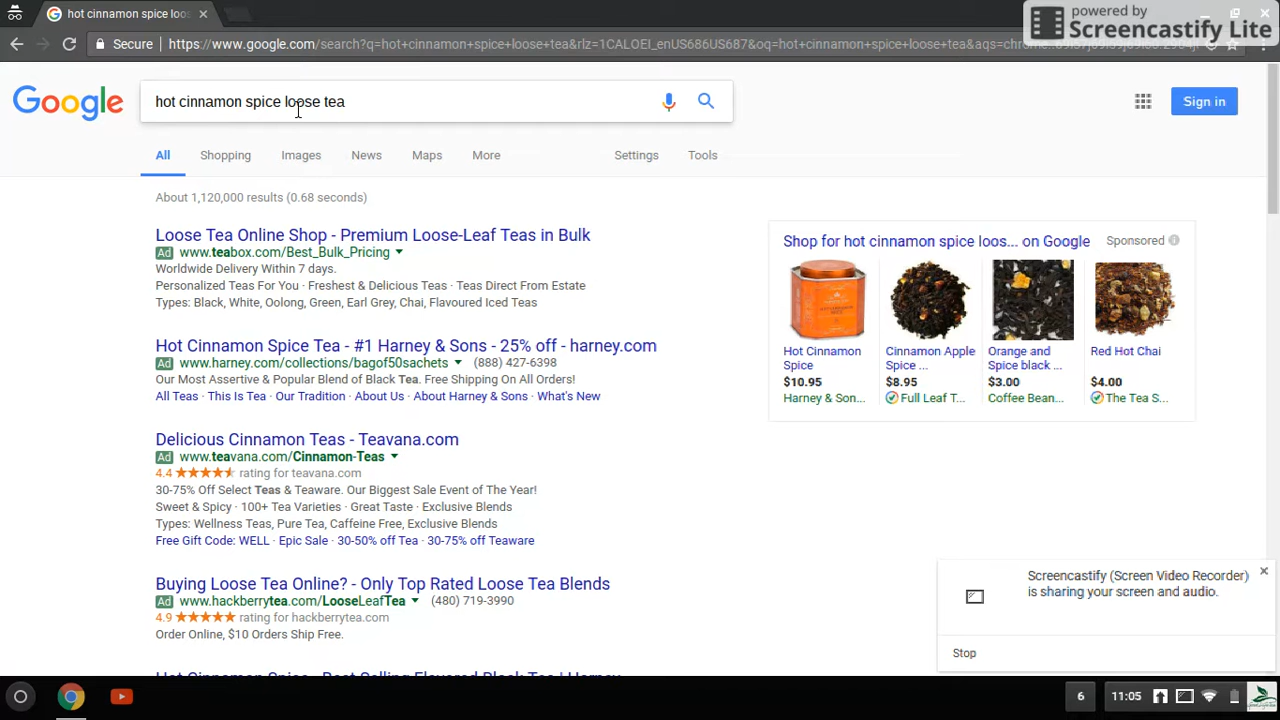 hot cinnamon spice loos
powered by
Screencastify Lite
Secure
https://www.google.com/search?q=hot+cinnamon+spice+loose+tea&rlz=1CALOEI_enUS686US687&oq=hot+cinnamon+spice+loose+tea&aqs=chrome
Google
hot cinnamon spice loose tea
Sign in
All Shopping Images News Maps More Settings Tools
About 1,120,000 results (0.68 seconds)
Loose Tea Online Shop - Premium Loose-Leaf Teas in Bulk
Ad www.teabox.com/Best_Bulk_Pricing
Worldwide Delivery Within 7 days.
Personalized Teas For You · Freshest & Delicious Teas · Teas Direct From Estate
Types: Black, White, Oolong, Green, Earl Grey, Chai, Flavoured Iced Teas
Hot Cinnamon Spice Tea - #1 Harney & Sons - 25% off - harney.com
Ad www.harney.com/collections/bagof50sachets (888) 427-6398
Our Most Assertive & Popular Blend of Black Tea. Free Shipping On All Orders!
All Teas · This Is Tea · Our Tradition · About Us · About Harney & Sons · What's New
Delicious Cinnamon Teas - Teavana.com
Ad www.teavana.com/Cinnamon-Teas
4.4 rating for teavana.com
30-75% Off Select Teas & Teaware. Our Biggest Sale Event of The Year!
Sweet & Spicy · 100+ Tea Varieties · Great Taste · Exclusive Blends
Types: Wellness Teas, Pure Tea, Caffeine Free, Exclusive Blends
Free Gift Code: WELL · Epic Sale · 30-50% off Tea · 30-75% off Teaware
Buying Loose Tea Online? - Only Top Rated Loose Tea Blends
Ad www.hackberrytea.com/LooseLeafTea (480) 719-3990
4.9 rating for hackberrytea.com
Order Online, $10 Orders Ship Free.
Hot Cinnamon Spice - Best Selling Flavored Black Tea | Harney
Shop for hot cinnamon spice loos... on Google Sponsored
Hot Cinnamon
Spice
$10.95
Harney & Son...
Cinnamon Apple
Spice ...
$8.95
Full Leaf T...
Orange and
Spice black ...
$3.00
Coffee Bean...
Red Hot Chai
$4.00
The Tea S...
Screencastify (Screen Video Recorder)
is sharing your screen and audio.
Stop
6
11:05